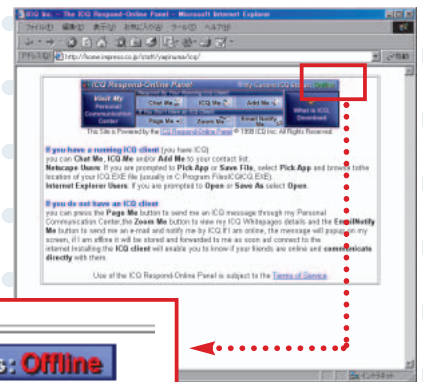 ICQ Inc. - The ICQ Respond-Online Panel - Microsoft Internet Explorer
http://www.impress.co.jp/staff/yajiruma/icq/
ICQ Respond-Online Panel
Offline
Visit My
Personal
Communication
Center
Chat Me
ICQ Me
Add Me
Page Me
Zoom Me
Email Notify
Me
What is ICQ,
Download
This Site is Powered by the ICQ Respond-Online Panel © 1998 ICQ Inc. All Rights Reserved.
If you have a running ICQ client (you have ICQ)
you can Chat Me, ICQ Me and/or Add Me to your contact list.
Netscape Users: If you are prompted to Pick App or Save File, select Pick App and browse tothe
location of your ICQ.EXE file (usually in C:Program Files\ICQ\ICQ.EXE).
Internet Explorer Users: If you are prompted to Open or Save As select Open.
If you do not have an ICQ client
you can press the Page Me button to send me an ICQ message through my Personal
Communication Center,the Zoom Me button to view my ICQ Whitepages details and the EmailNotify
Me button to send me an e-mail and notify me by ICQ.If I am online, the message will popup on my
screen, if I am offline it will be stored and forwarded to me as soon ad connect to the
internet.Installing the ICQ client will enable you to know if your friends are online and communicate
directly with them.
Use of the ICQ Respond-Online Panel is subject to the Terms of Service.
s: Offline